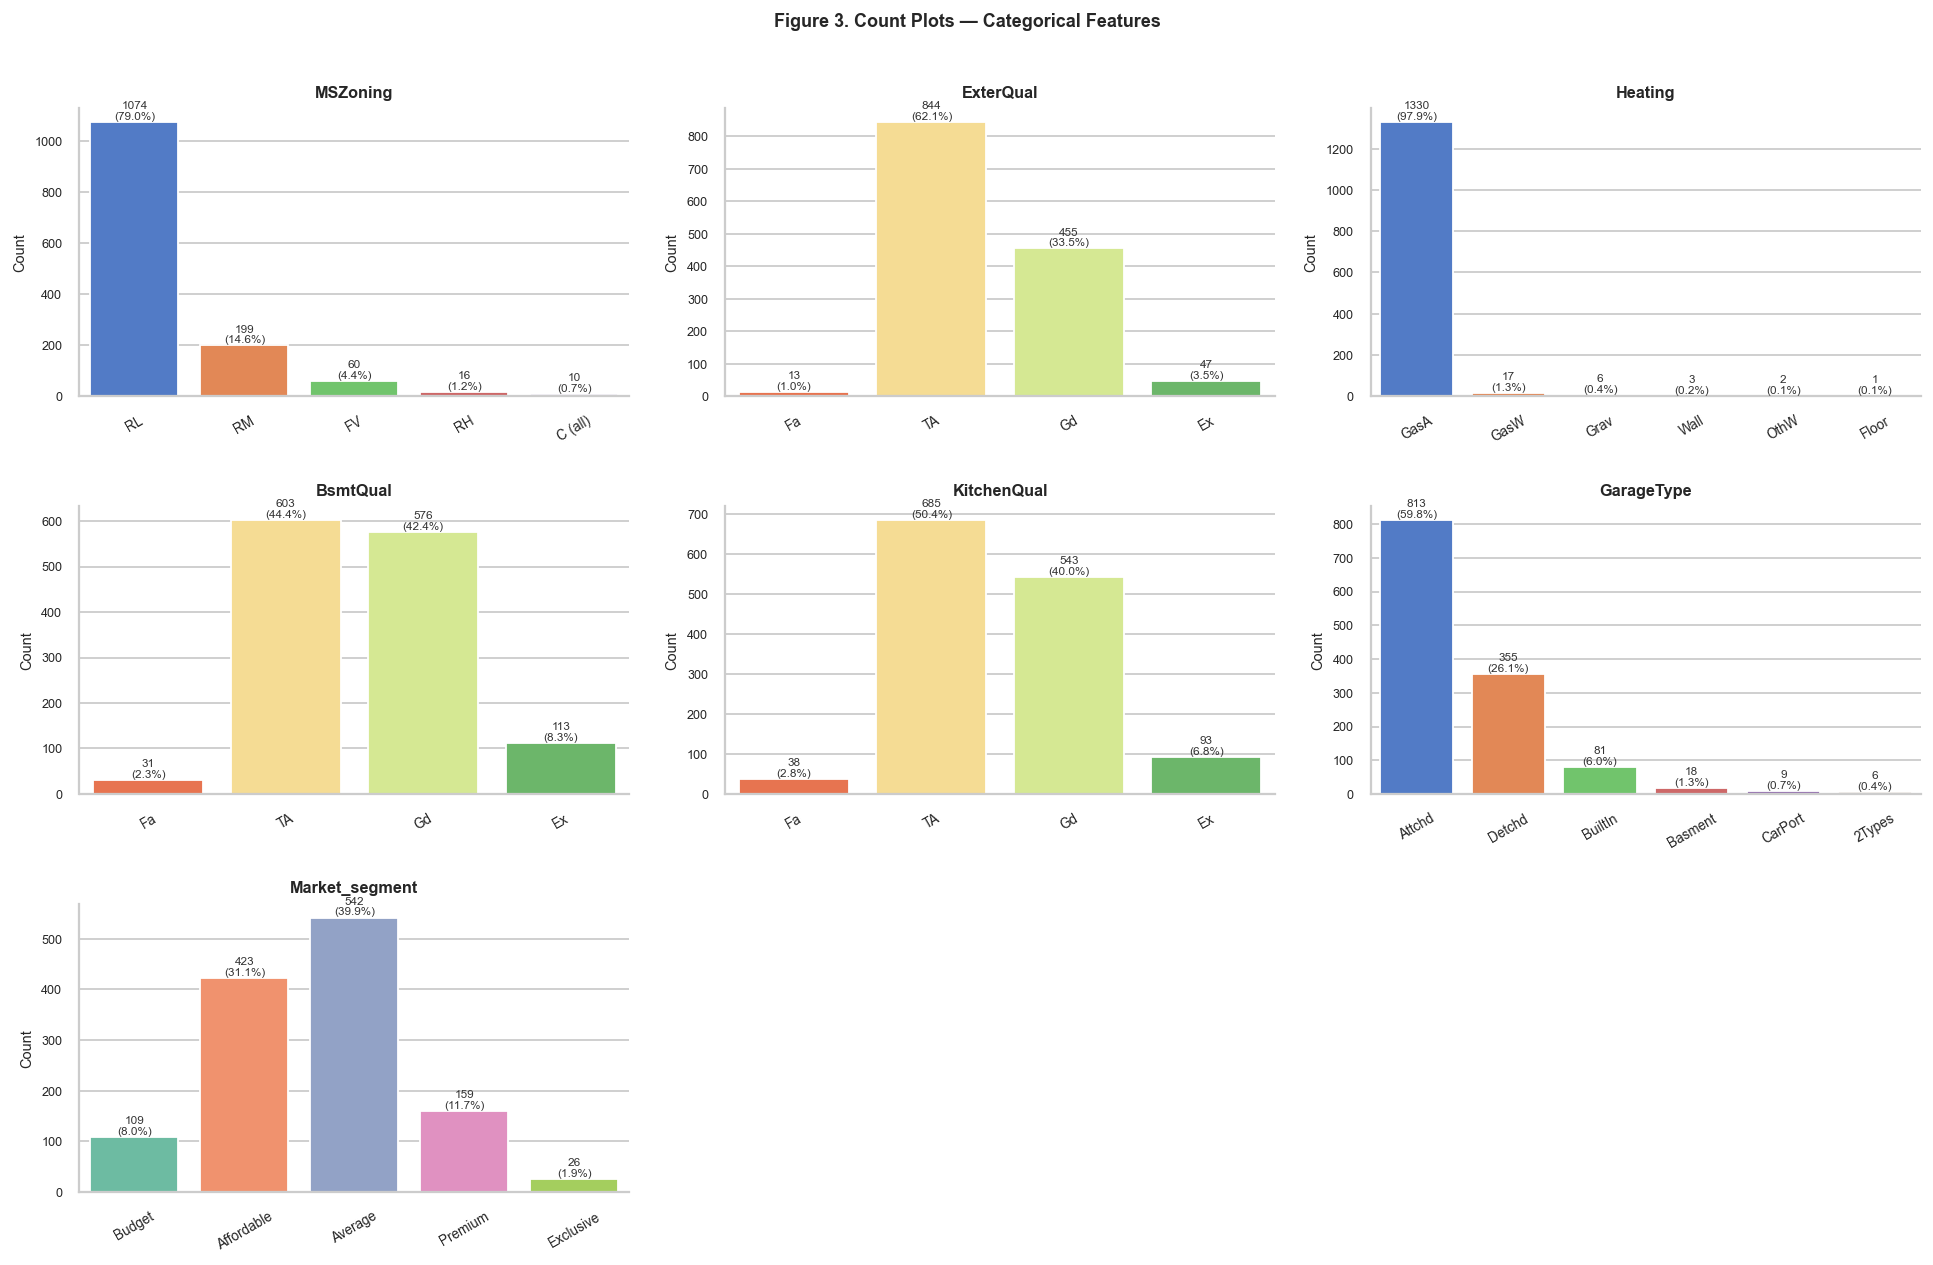 Figure 3. Count Plots — Categorical Features
MSZoning
1074
(79.0%)
199
(14.6%)
60
(4.4%)
16
(1.2%)
10
(0.7%)
1000
800
600
400
200
0
Count
RL
RM
FV
RH
C (all)
ExterQual
13
(1.0%)
844
(62.1%)
455
(33.5%)
47
(3.5%)
800
700
600
500
400
300
200
100
0
Count
Fa
TA
Gd
Ex
Heating
1330
(97.9%)
17
(1.3%)
6
(0.4%)
3
(0.2%)
2
(0.1%)
1
(0.1%)
1200
1000
800
600
400
200
0
Count
GasA
GasW
Grav
Wall
OthW
Floor
BsmtQual
31
(2.3%)
603
(44.4%)
576
(42.4%)
113
(8.3%)
600
500
400
300
200
100
0
Count
Fa
TA
Gd
Ex
KitchenQual
38
(2.8%)
685
(50.4%)
543
(40.0%)
93
(6.8%)
700
600
500
400
300
200
100
0
Count
Fa
TA
Gd
Ex
GarageType
813
(59.8%)
355
(26.1%)
81
(6.0%)
18
(1.3%)
9
(0.7%)
6
(0.4%)
800
700
600
500
400
300
200
100
0
Count
Attchd
Detchd
BuiltIn
Basment
CarPort
2Types
Market_segment
109
(8.0%)
423
(31.1%)
542
(39.9%)
159
(11.7%)
26
(1.9%)
500
400
300
200
100
0
Count
Budget
Affordable
Average
Premium
Exclusive